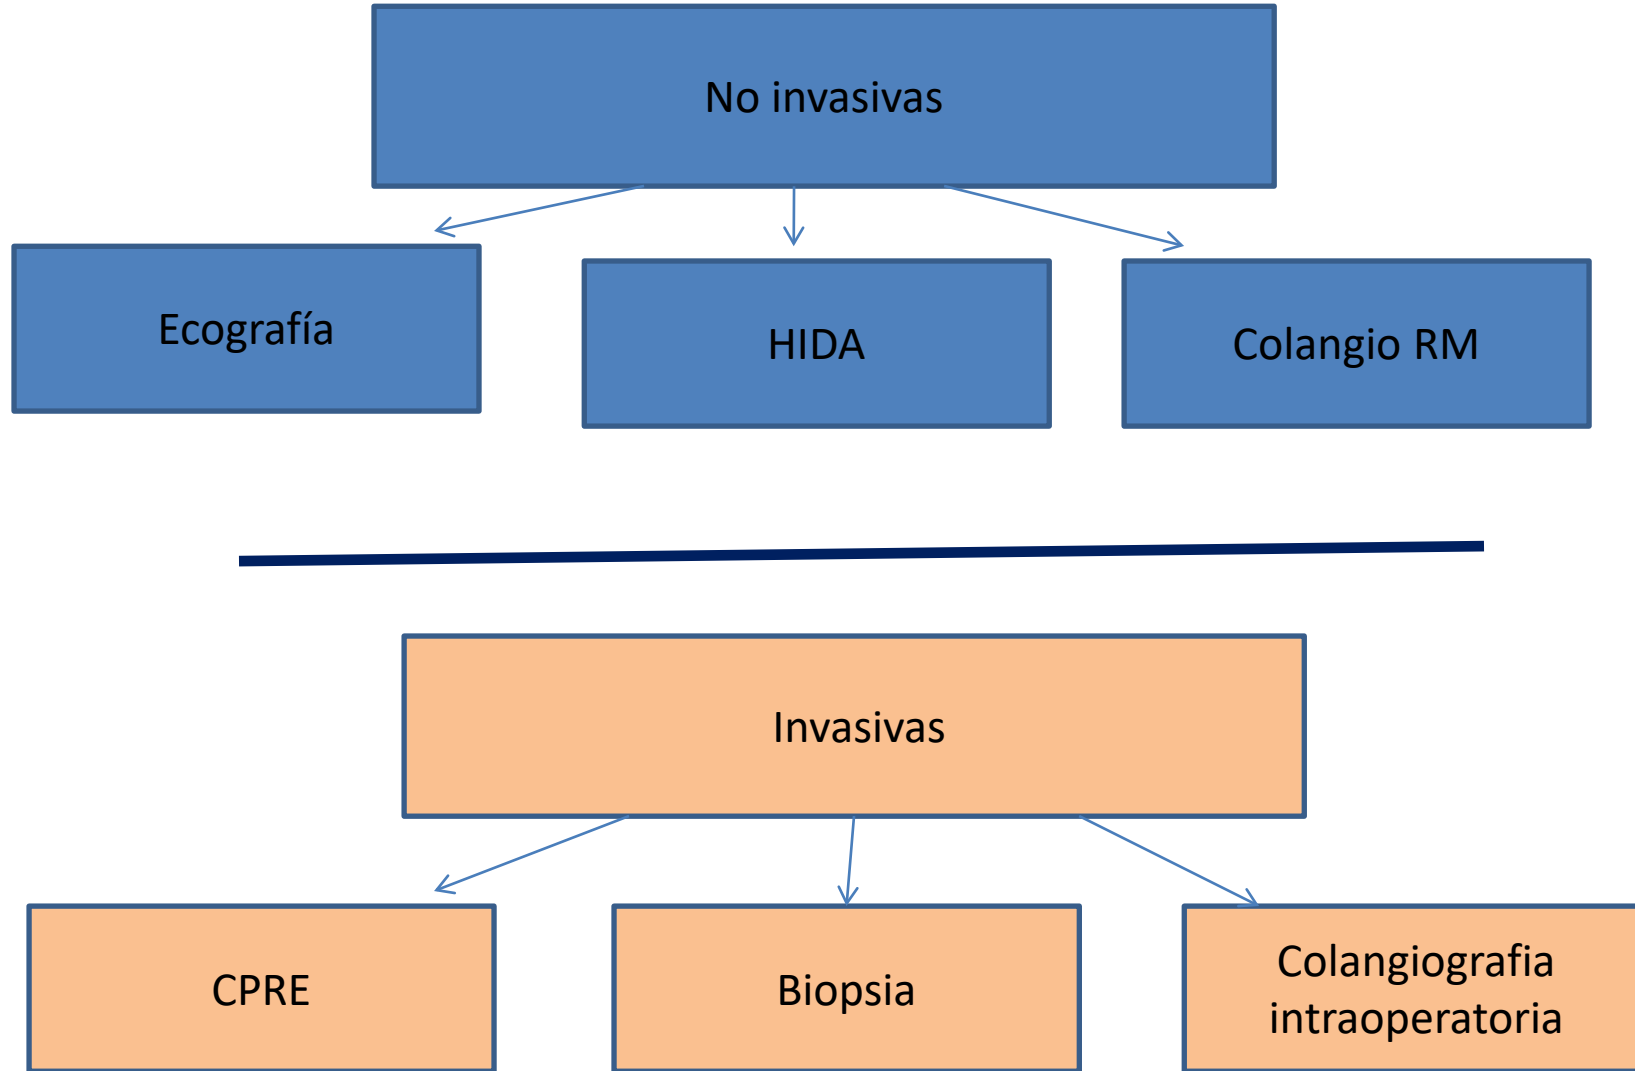 No invasivas
Ecografía
HIDA
Colangio RM
Invasivas
CPRE
Biopsia
Colangiografia
intraoperatoria